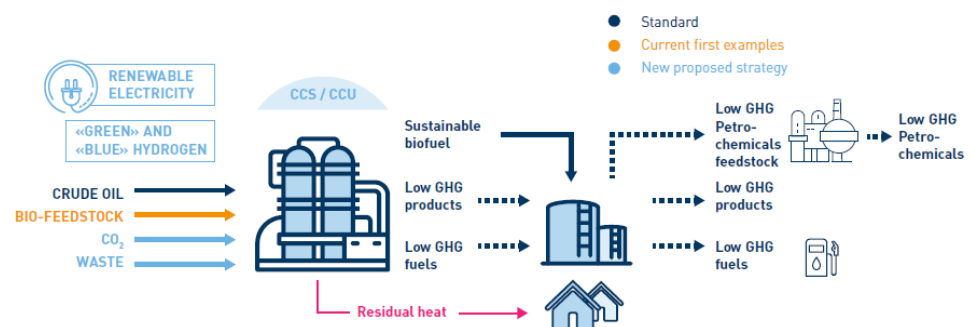 Standard
Current first examples
New proposed strategy
RENEWABLE
ELECTRICITY
«GREEN» AND
«BLUE» HYDROGEN
CCS / CCU
CRUDE OIL
BIO-FEEDSTOCK
CO₂
WASTE
Sustainable
biofuel
Low GHG
products
Low GHG
fuels
Residual heat
Low GHG
Petro-
chemicals
feedstock
Low GHG
Petro-
chemicals
Low GHG
products
Low GHG
fuels